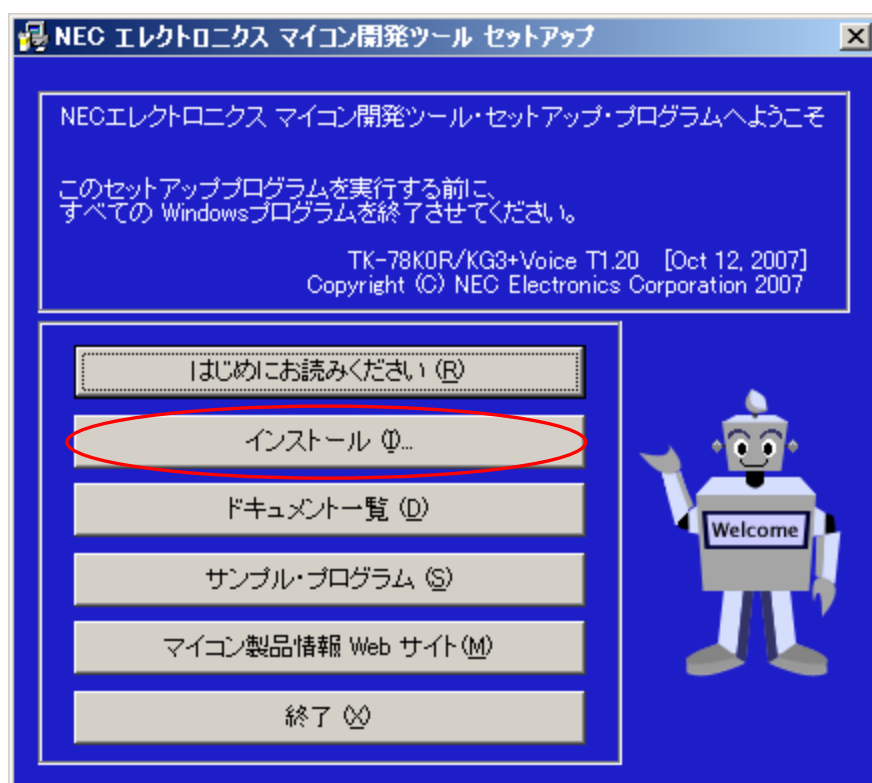 NEC エレクトロニクス マイコン開発ツール セットアップ
NECエレクトロニクス マイコン開発ツール・セットアップ・プログラムへようこそ
このセットアッププログラムを実行する前に、
すべての Windowsプログラムを終了させてください。
TK-78K0R/KG3+Voice T1.20 [Oct 12, 2007]
Copyright (C) NEC Electronics Corporation 2007
はじめにお読みください (R)
インストール (I)...
ドキュメント一覧 (D)
サンプル・プログラム (S)
マイコン製品情報 Web サイト(M)
終了 (X)
Welcome